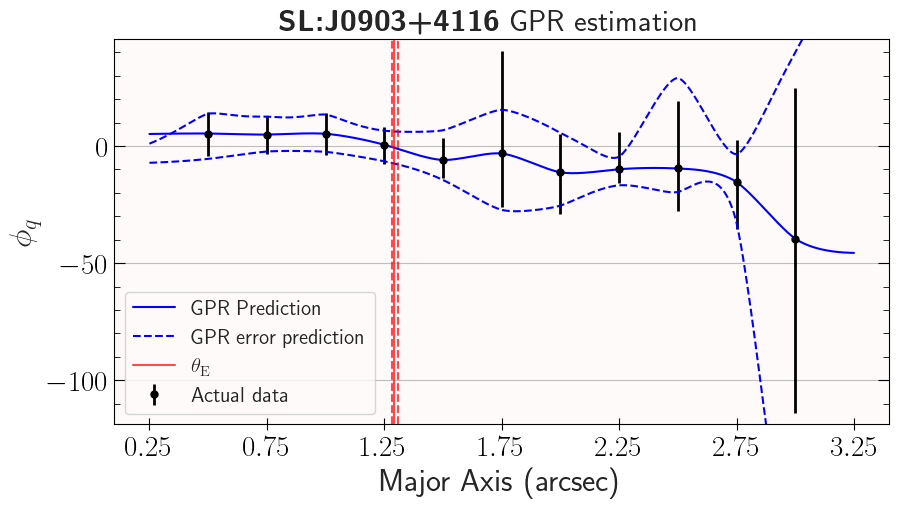 SL:J0903+4116 GPR estimation
0
−50
−100
ϕq
GPR Prediction
GPR error prediction
θE
Actual data
0.25 0.75 1.25 1.75 2.25 2.75 3.25
Major Axis (arcsec)